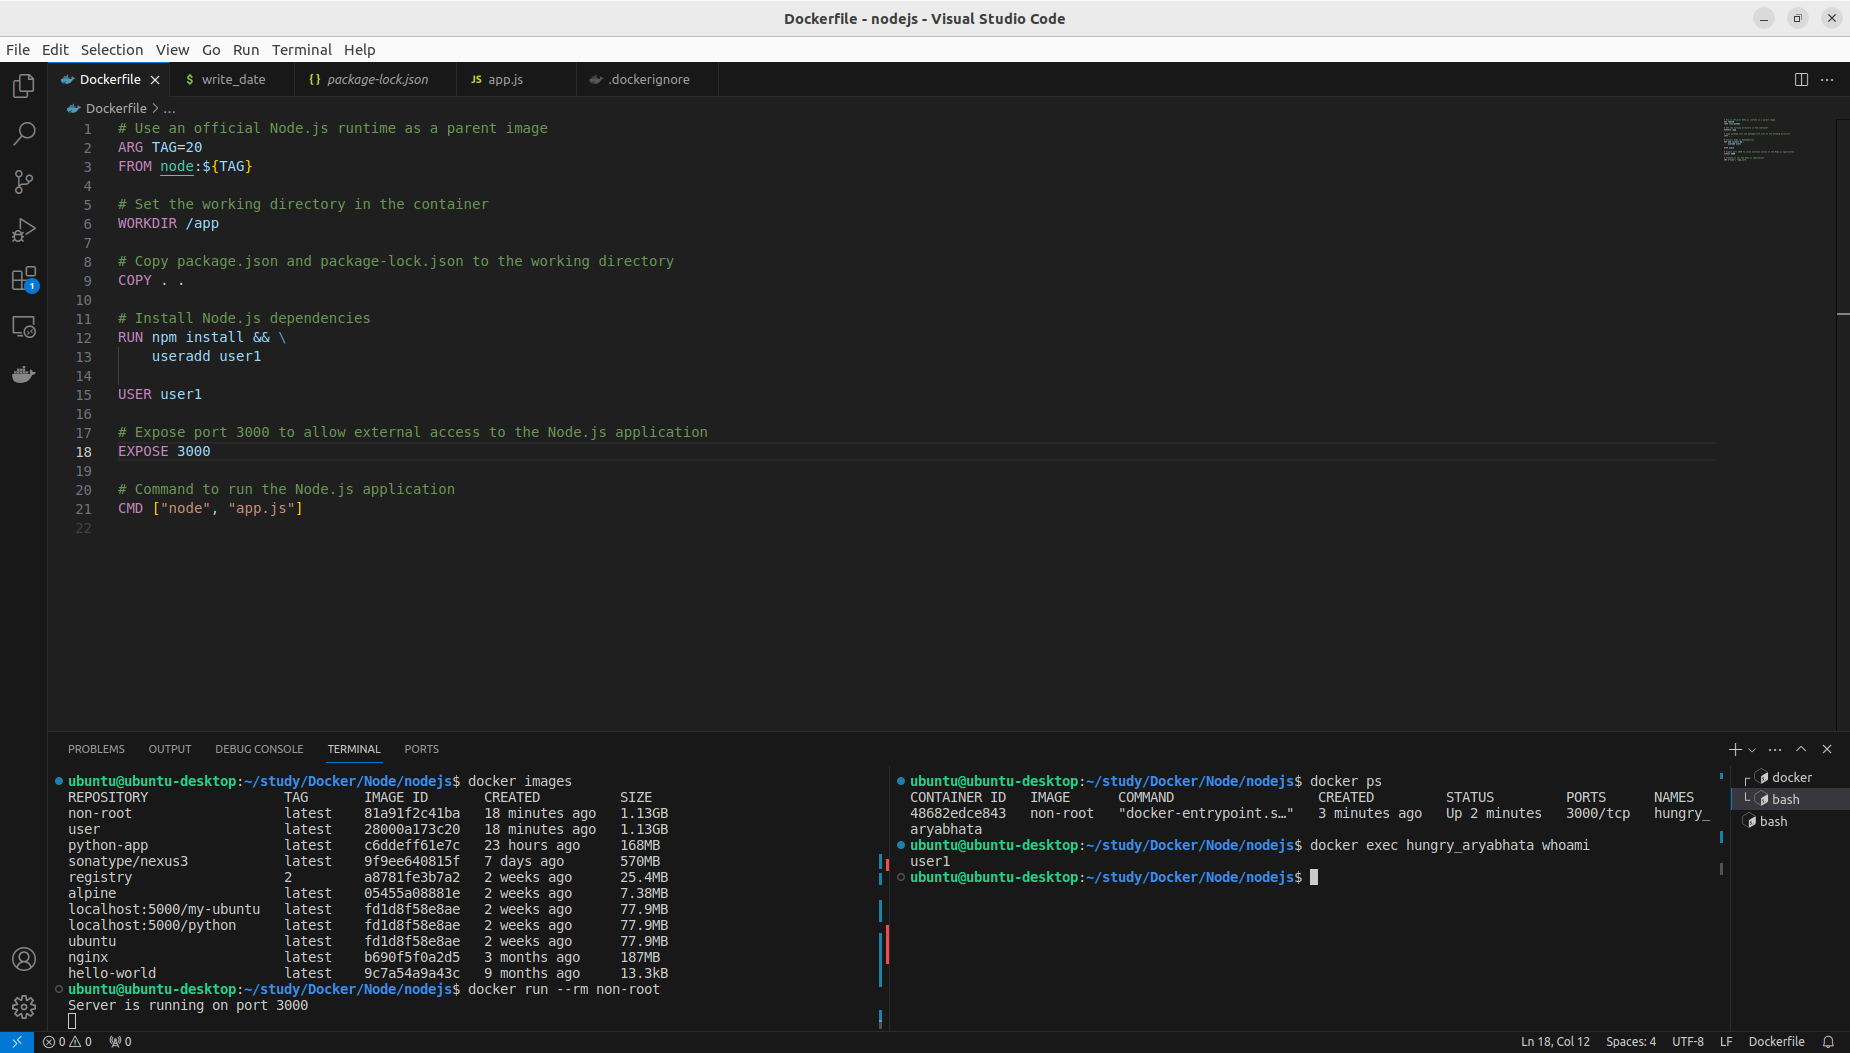 Dockerfile - nodejs - Visual Studio Code
File Edit Selection View Go Run Terminal Help
Dockerfile
$ write_date
{} package-lock.json
JS app.js
.dockerignore
Dockerfile > ...
1 # Use an official Node.js runtime as a parent image
2 ARG TAG=20
3 FROM node:${TAG}
4
5 # Set the working directory in the container
6 WORKDIR /app
7
8 # Copy package.json and package-lock.json to the working directory
9 COPY . .
10
11 # Install Node.js dependencies
12 RUN npm install && \
13 useradd user1
14
15 USER user1
16
17 # Expose port 3000 to allow external access to the Node.js application
18 EXPOSE 3000
19
20 # Command to run the Node.js application
21 CMD ["node", "app.js"]
22
1
PROBLEMS OUTPUT DEBUG CONSOLE TERMINAL PORTS
ubuntu@ubuntu-desktop:~/study/Docker/Node/nodejs$ docker images
REPOSITORY TAG IMAGE ID CREATED SIZE
non-root latest 81a91f2c41ba 18 minutes ago 1.13GB
user latest 28000a173c20 18 minutes ago 1.13GB
python-app latest c6ddeff61e7c 23 hours ago 168MB
sonatype/nexus3 latest 9f9ee640815f 7 days ago 570MB
registry 2 a8781fe3b7a2 2 weeks ago 25.4MB
alpine latest 05455a08881e 2 weeks ago 7.38MB
localhost:5000/my-ubuntu latest fd1d8f58e8ae 2 weeks ago 77.9MB
localhost:5000/python latest fd1d8f58e8ae 2 weeks ago 77.9MB
ubuntu latest fd1d8f58e8ae 2 weeks ago 77.9MB
nginx latest b690f5f0a2d5 3 months ago 187MB
hello-world latest 9c7a54a9a43c 9 months ago 13.3kB
ubuntu@ubuntu-desktop:~/study/Docker/Node/nodejs$ docker run --rm non-root
Server is running on port 3000
ubuntu@ubuntu-desktop:~/study/Docker/Node/nodejs$ docker ps
CONTAINER ID IMAGE COMMAND CREATED STATUS PORTS NAMES
48682edce843 non-root "docker-entrypoint.s…" 3 minutes ago Up 2 minutes 3000/tcp hungry_
aryabhata
ubuntu@ubuntu-desktop:~/study/Docker/Node/nodejs$ docker exec hungry_aryabhata whoami
user1
ubuntu@ubuntu-desktop:~/study/Docker/Node/nodejs$
docker
bash
bash
0 0 0
Ln 18, Col 12 Spaces: 4 UTF-8 LF Dockerfile